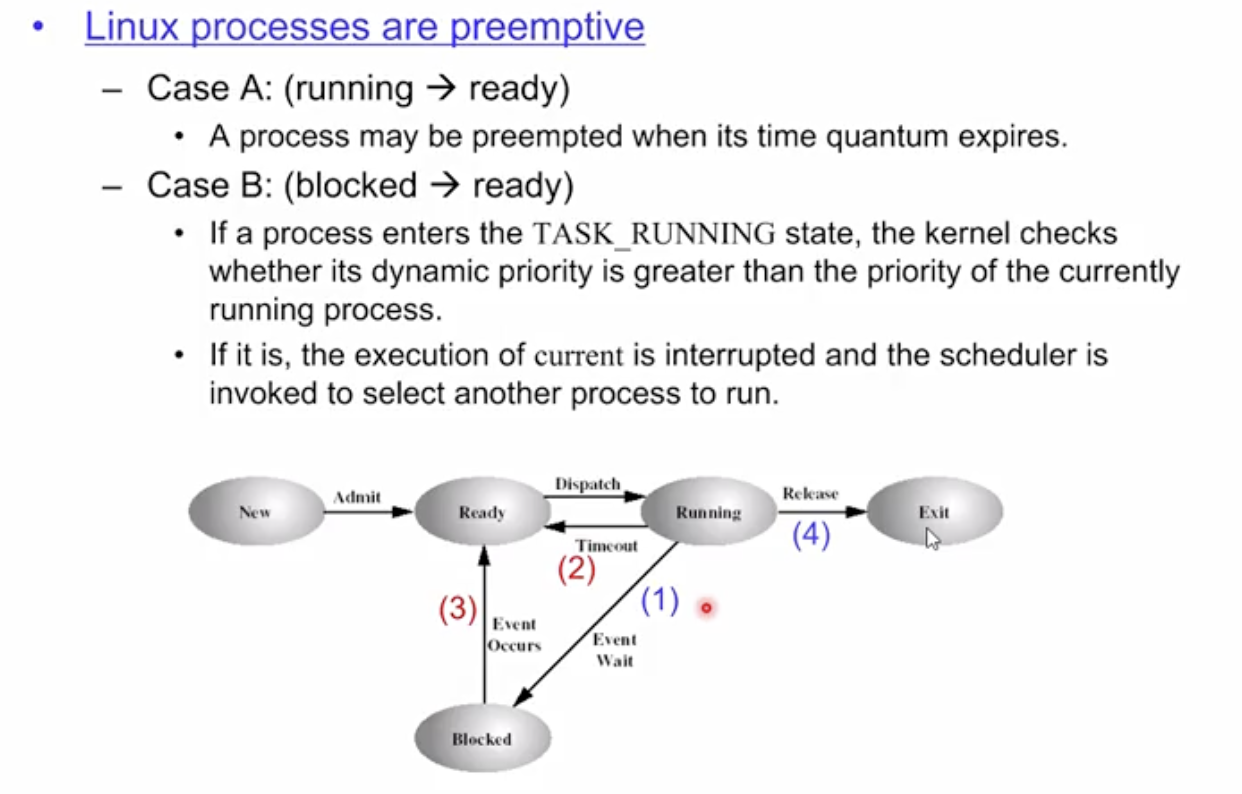 • Linux processes are preemptive
– Case A: (running → ready)
• A process may be preempted when its time quantum expires.
– Case B: (blocked → ready)
• If a process enters the TASK_RUNNING state, the kernel checks
whether its dynamic priority is greater than the priority of the currently
running process.
• If it is, the execution of current is interrupted and the scheduler is
invoked to select another process to run.
New
Admit
Ready
Dispatch
Timeout
(2)
Running
Release
(4)
Exit
(3)
Event
Occurs
(1)
Event
Wait
Blocked